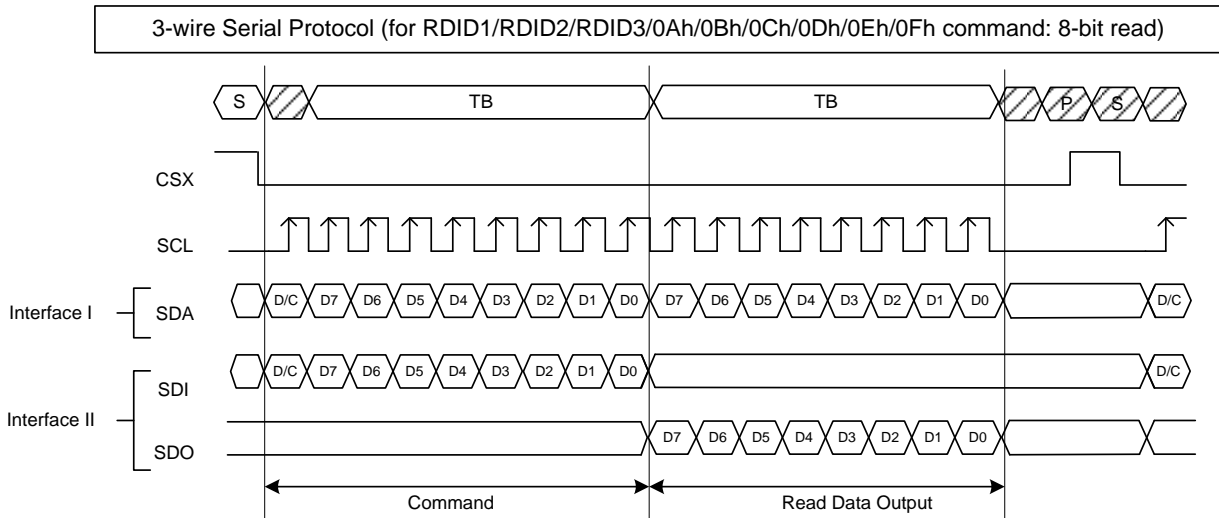 3-wire Serial Protocol (for RDID1/RDID2/RDID3/0Ah/0Bh/0Ch/0Dh/0Eh/0Fh command: 8-bit read)
S TB TB P S
CSX
SCL
Interface I SDA D/C D7 D6 D5 D4 D3 D2 D1 D0 D7 D6 D5 D4 D3 D2 D1 D0 D/C
SDI D/C D7 D6 D5 D4 D3 D2 D1 D0 D/C
Interface II
SDO D7 D6 D5 D4 D3 D2 D1 D0
Command Read Data Output